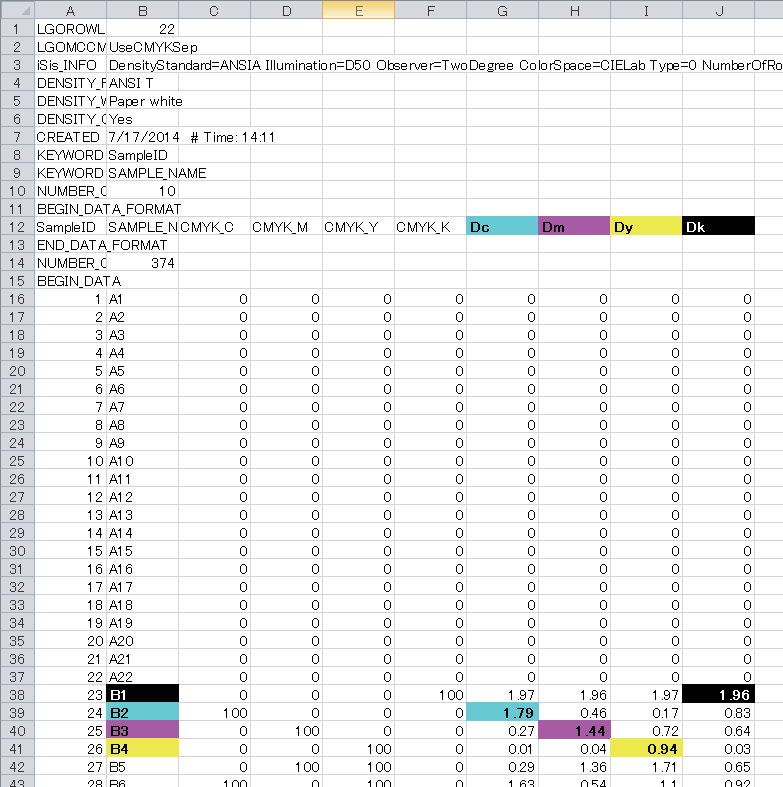 A B C D E F G H I J
1 LGOROWL 22
2 LGOMCCM UseCMYKSep
3 iSis_INFO DensityStandard=ANSIA Illumination=D50 Observer=TwoDegree ColorSpace=CIELab Type=0 NumberOfRo
4 DENSITY_F ANSI T
5 DENSITY_W Paper white
6 DENSITY_C Yes
7 CREATED 7/17/2014 # Time: 14:11
8 KEYWORD SampleID
9 KEYWORD SAMPLE_NAME
10 NUMBER_C 10
11 BEGIN_DATA_FORMAT
12 SampleID SAMPLE_N CMYK_C CMYK_M CMYK_Y CMYK_K Dc Dm Dy Dk
13 END_DATA_FORMAT
14 NUMBER_C 374
15 BEGIN_DATA
16 1 A1 0 0 0 0 0 0 0 0
17 2 A2 0 0 0 0 0 0 0 0
18 3 A3 0 0 0 0 0 0 0 0
19 4 A4 0 0 0 0 0 0 0 0
20 5 A5 0 0 0 0 0 0 0 0
21 6 A6 0 0 0 0 0 0 0 0
22 7 A7 0 0 0 0 0 0 0 0
23 8 A8 0 0 0 0 0 0 0 0
24 9 A9 0 0 0 0 0 0 0 0
25 10 A10 0 0 0 0 0 0 0 0
26 11 A11 0 0 0 0 0 0 0 0
27 12 A12 0 0 0 0 0 0 0 0
28 13 A13 0 0 0 0 0 0 0 0
29 14 A14 0 0 0 0 0 0 0 0
30 15 A15 0 0 0 0 0 0 0 0
31 16 A16 0 0 0 0 0 0 0 0
32 17 A17 0 0 0 0 0 0 0 0
33 18 A18 0 0 0 0 0 0 0 0
34 19 A19 0 0 0 0 0 0 0 0
35 20 A20 0 0 0 0 0 0 0 0
36 21 A21 0 0 0 0 0 0 0 0
37 22 A22 0 0 0 0 0 0 0 0
38 23 B1 0 0 0 100 1.97 1.96 1.97 1.96
39 24 B2 100 0 0 0 1.79 0.46 0.17 0.83
40 25 B3 0 100 0 0 0.27 1.44 0.72 0.64
41 26 B4 0 0 100 0 0.01 0.04 0.94 0.03
42 27 B5 0 100 100 0 0.29 1.36 1.71 0.65
43 28 B6 100 0 100 0 1.63 0.54 1.1 0.92